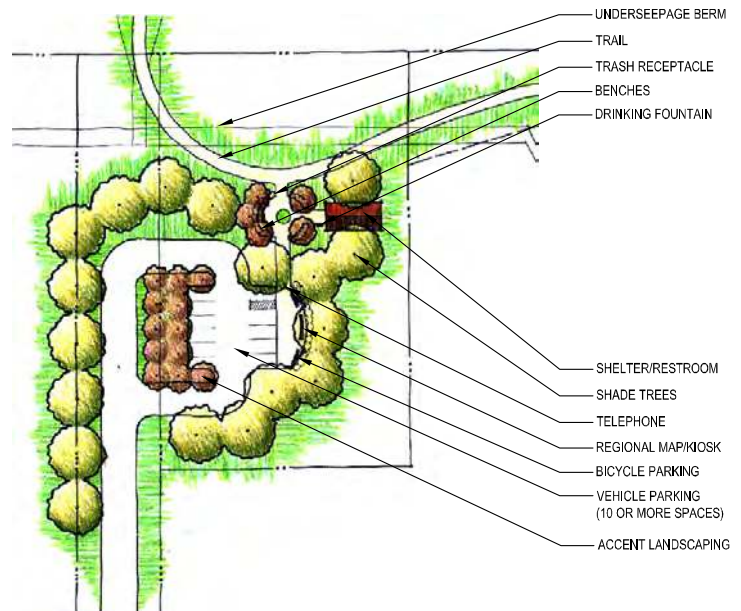 UNDERSEEPAGE BERM
TRAIL
TRASH RECEPTACLE
BENCHES
DRINKING FOUNTAIN
SHELTER/RESTROOM
SHADE TREES
TELEPHONE
REGIONAL MAP/KIOSK
BICYCLE PARKING
VEHICLE PARKING
(10 OR MORE SPACES)
ACCENT LANDSCAPING